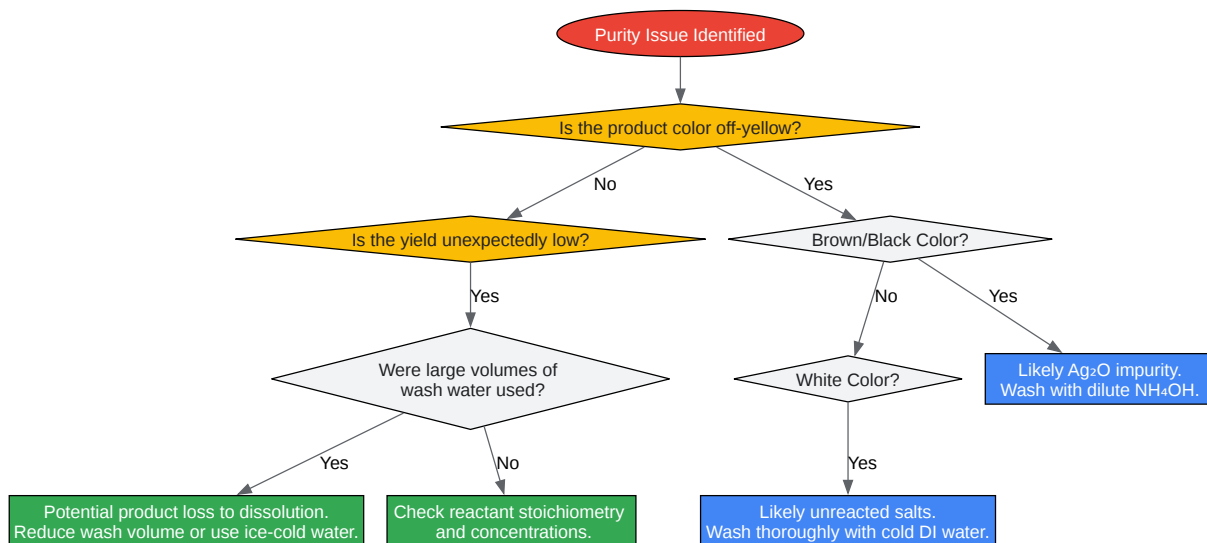 Purity Issue Identified
Is the product color off-yellow?
No
Yes
Is the yield unexpectedly low?
Brown/Black Color?
Yes
No
Yes
Were large volumes of
wash water used?
White Color?
Likely Ag₂O impurity.
Wash with dilute NH₄OH.
Yes
No
Yes
Potential product loss to dissolution.
Reduce wash volume or use ice-cold water.
Check reactant stoichiometry
and concentrations.
Likely unreacted salts.
Wash thoroughly with cold DI water.